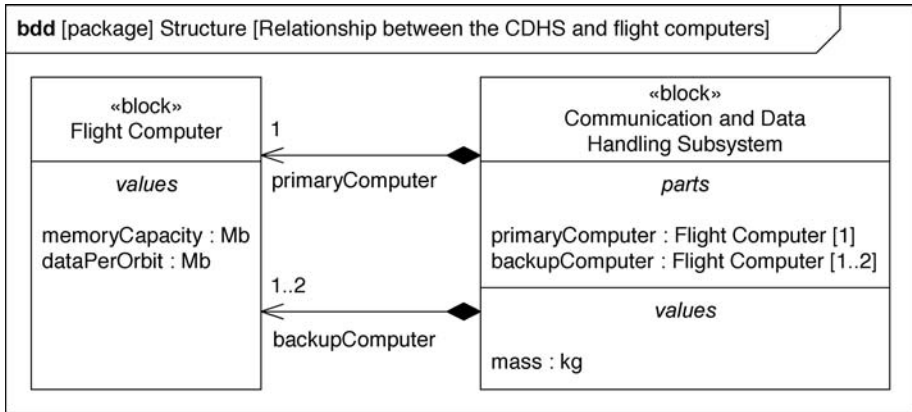 bdd [package] Structure [Relationship between the CDHS and flight computers]
«block»
Flight Computer
values
memoryCapacity : Mb
dataPerOrbit : Mb
1
primaryComputer
1..2
backupComputer
«block»
Communication and Data
Handling Subsystem
parts
primaryComputer : Flight Computer [1]
backupComputer : Flight Computer [1..2]
values
mass : kg